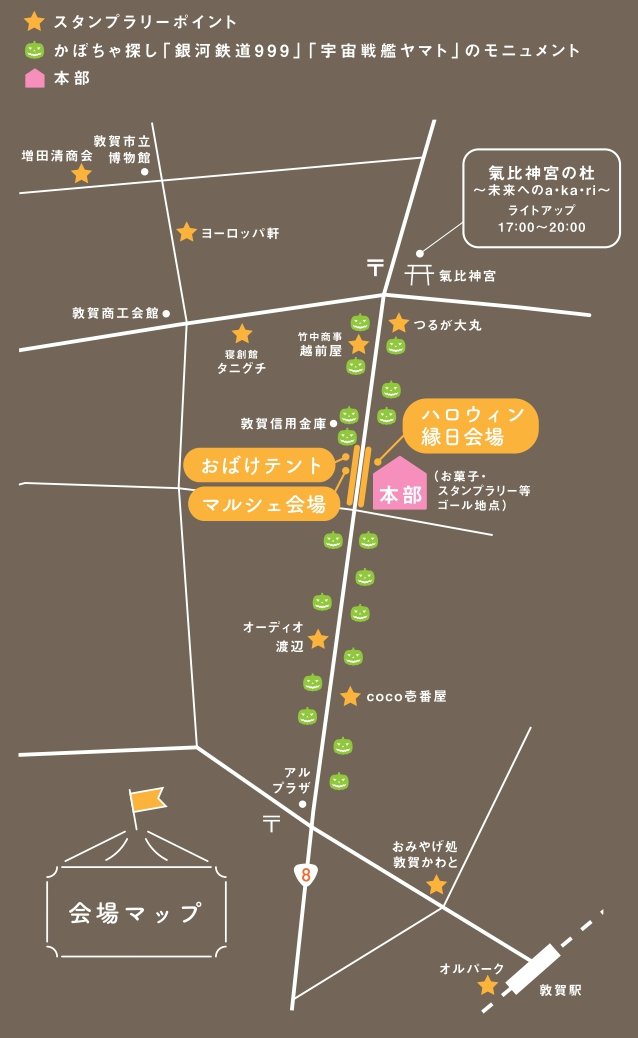 スタンプラリーポイント
かぼちゃ探し「銀河鉄道999」「宇宙戦艦ヤマト」のモニュメント
本部
敦賀市立
博物館
増田清商会
氣比神宮の杜
〜未来へのa・ka・ri〜
ライトアップ
17:00〜20:00
ヨーロッパ軒
〒
氣比神宮
敦賀商工会館
つるが大丸
竹中商事
越前屋
寝創館
タニグチ
敦賀信用金庫
ハロウィン
縁日会場
おばけテント
マルシェ会場
本部
（お菓子・
スタンプラリー等
ゴール地点）
オーディオ
渡辺
coco壱番屋
アル
プラザ
〒
8
おみやげ処
敦賀かわと
会場マップ
オルパーク
敦賀駅